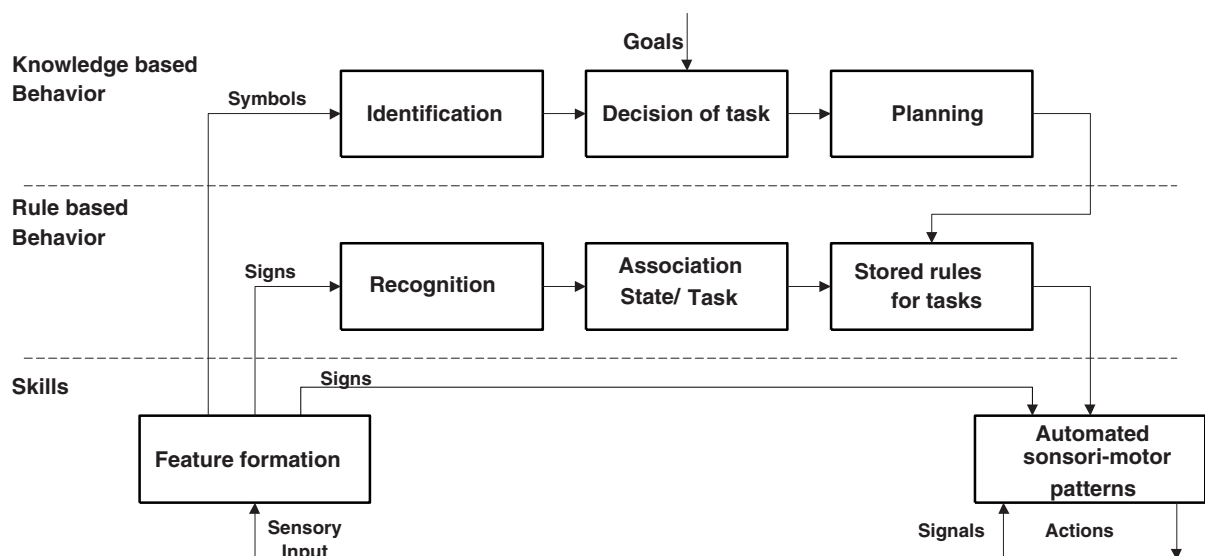 Goals
Knowledge based
Behavior
Symbols
Identification
Decision of task
Planning
Rule based
Behavior
Signs
Recognition
Association
State/ Task
Stored rules
for tasks
Skills
Signs
Feature formation
Automated
sonsori-motor
patterns
Sensory
Input
Signals
Actions